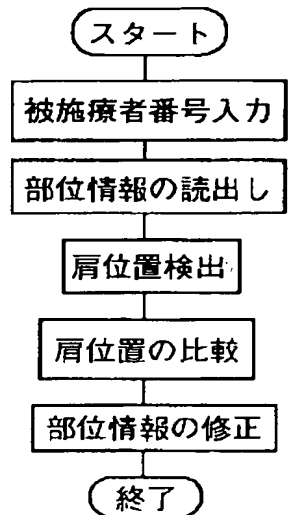 スタート
被施療者番号入力
部位情報の読出し
肩位置検出
肩位置の比較
部位情報の修正
終了